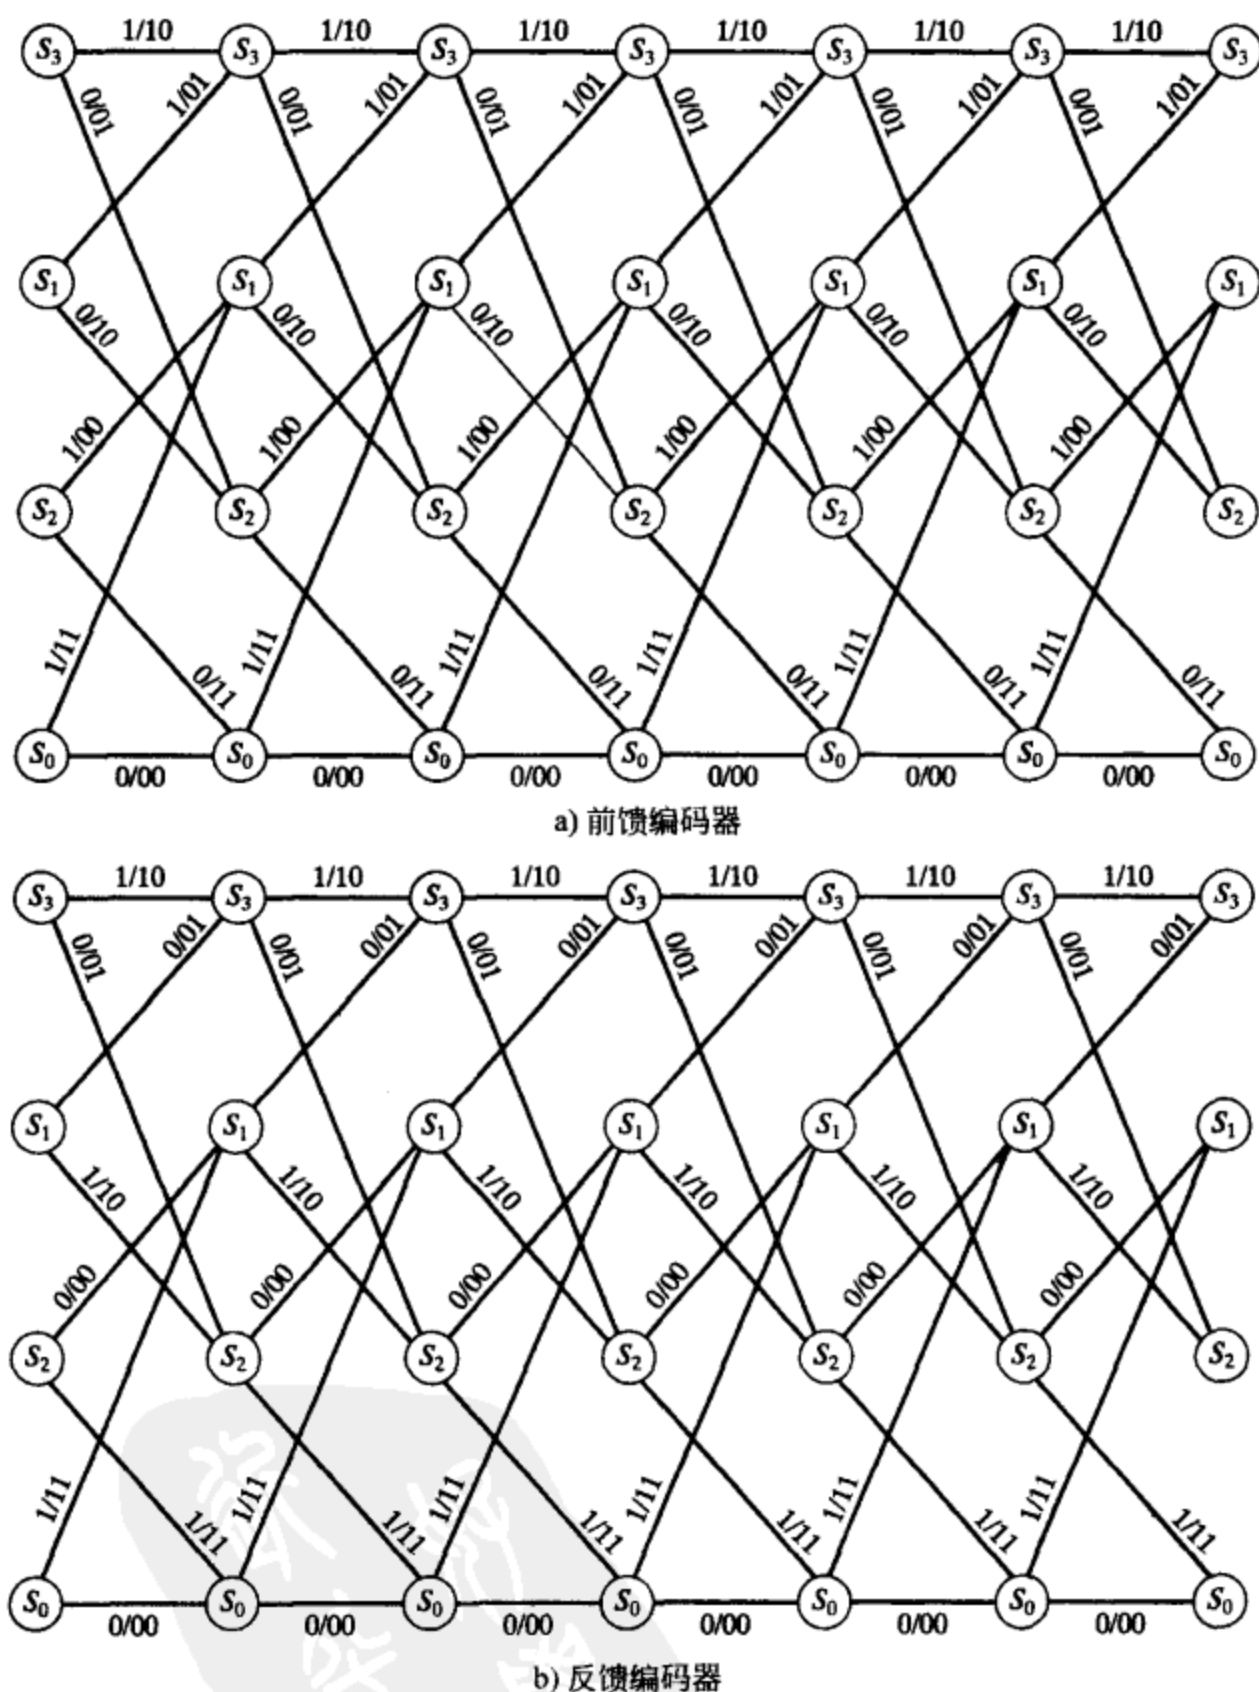 S3 1/10 S3 1/10 S3 1/10 S3 1/10 S3 1/10 S3 1/10 S3
0/01 1/01 0/01 1/01 0/01 1/01 0/01 1/01 0/01 1/01 0/01 1/01
S1 S1 S1 S1 S1 S1 S1
0/10 0/10 0/10 0/10 0/10 0/10
1/00 1/00 1/00 1/00 1/00 1/00
S2 S2 S2 S2 S2 S2 S2
1/11 0/11 1/11 0/11 1/11 0/11 1/11 0/11 1/11 0/11 1/11 0/11
S0 S0 S0 S0 S0 S0 S0
0/00 0/00 0/00 0/00 0/00 0/00
a) 前馈编码器
S3 1/10 S3 1/10 S3 1/10 S3 1/10 S3 1/10 S3 1/10 S3
0/01 0/01 0/01 0/01 0/01 0/01 0/01 0/01 0/01 0/01 0/01 0/01
S1 S1 S1 S1 S1 S1 S1
1/10 1/10 1/10 1/10 1/10 1/10
0/00 0/00 0/00 0/00 0/00 0/00
S2 S2 S2 S2 S2 S2 S2
1/11 1/11 1/11 1/11 1/11 1/11 1/11 1/11 1/11 1/11 1/11 1/11
S0 S0 S0 S0 S0 S0 S0
0/00 0/00 0/00 0/00 0/00 0/00
b) 反馈编码器